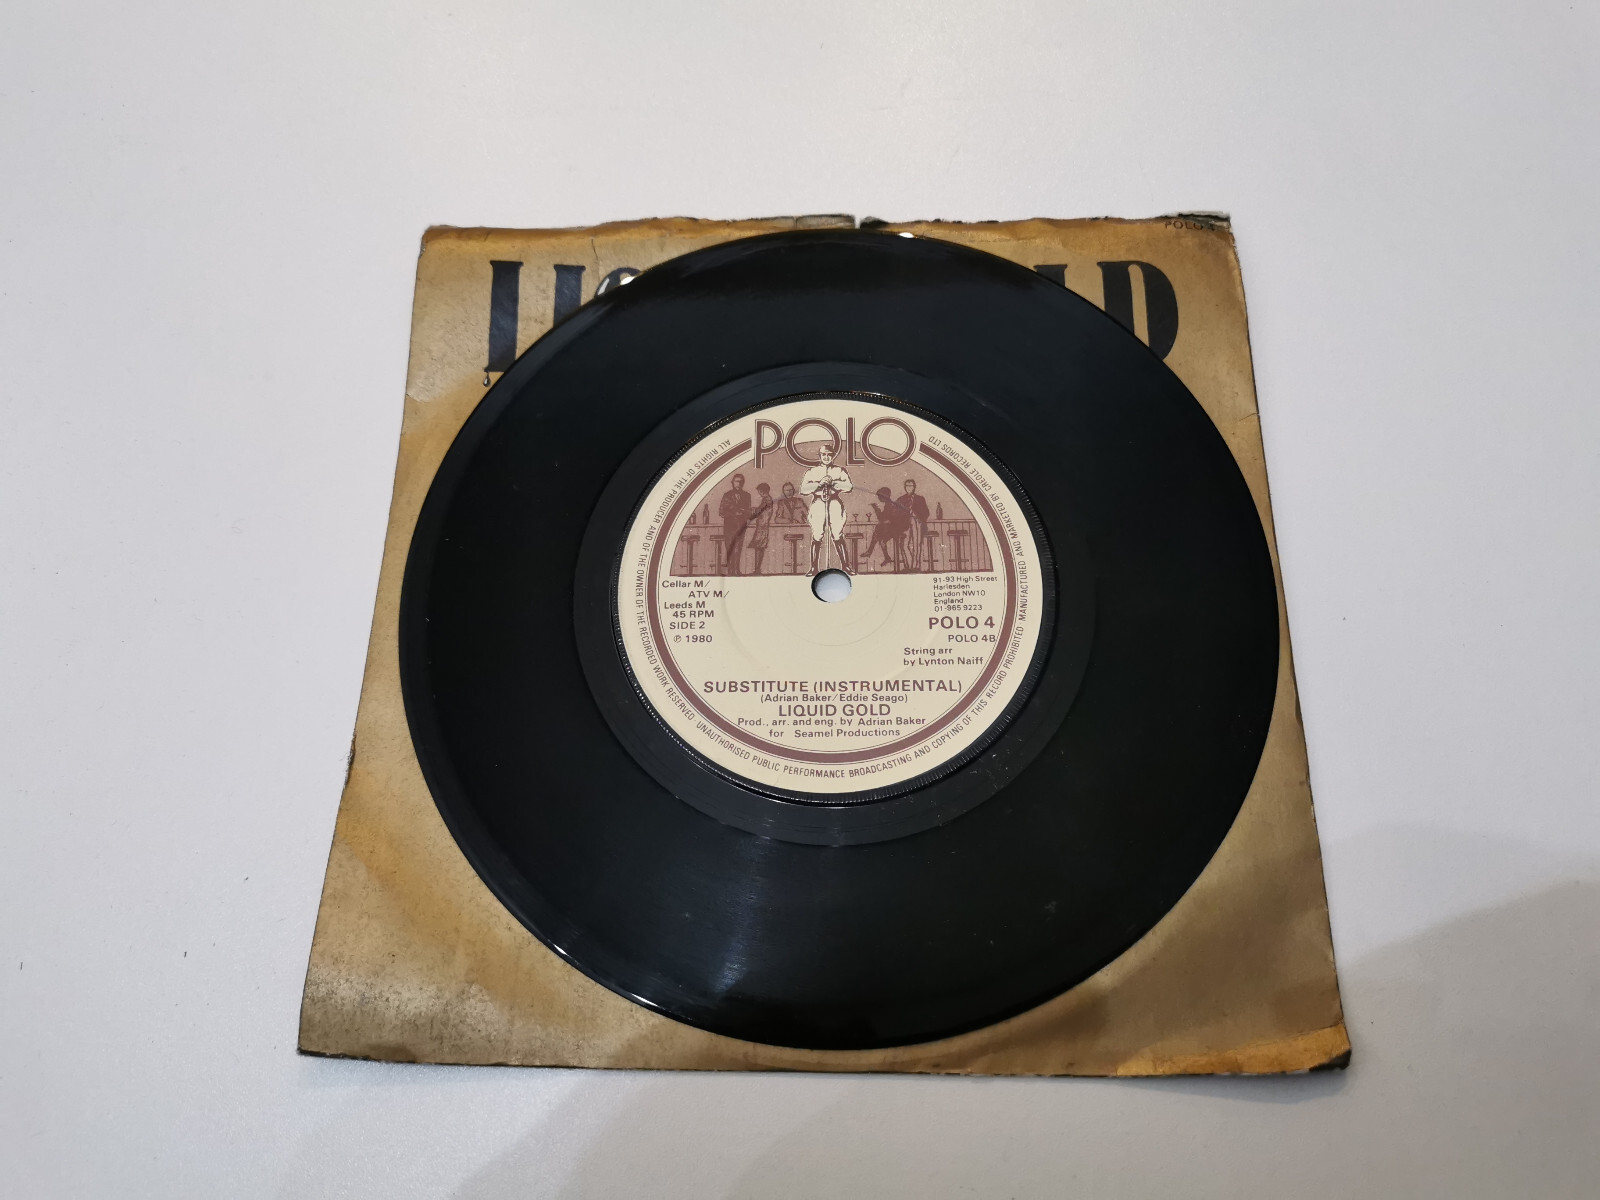 POLO 4
LIQUID GOLD
POLO
ALL RIGHTS OF THE PRODUCER AND OF THE OWNER OF THE RECORDED WORK RESERVED · UNAUTHORISED PUBLIC PERFORMANCE BROADCASTING AND COPYING OF THIS RECORD PROHIBITED MANUFACTURED AND MARKETED BY CREOLE RECORDS LTD.
Cellar M/
ATV M/
Leeds M
45 RPM
SIDE 2
℗ 1980
91-93 High Street
Harlesden
London NW10
England
01-965 9223
POLO 4
POLO 4B
String arr
by Lynton Naiff
SUBSTITUTE (INSTRUMENTAL)
(Adrian Baker/Eddie Seago)
LIQUID GOLD
Prod., arr. and eng. by Adrian Baker
for Seamel Productions